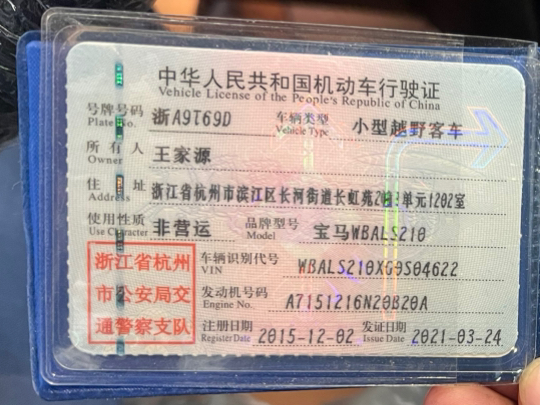 中华人民共和国机动车行驶证
Vehicle License of the People's Republic of China
号牌号码 浙A9T69D 车辆类型 小型越野客车
Plate No. Vehicle Type
所有人 王家源
Owner
住址 浙江省杭州市滨江区长河街道长虹苑2 单元1202室
Address
使用性质 非营运 品牌型号 宝马WBALS210
Use Character Model
浙江省杭州 车辆识别代号 WBALS210X
VIN
市公安局交 发动机号码 A7151216N20B20A
Engine No.
通警察支队 注册日期 2015-12-02 发证日期 2021-03-24
Register Date Issue Date